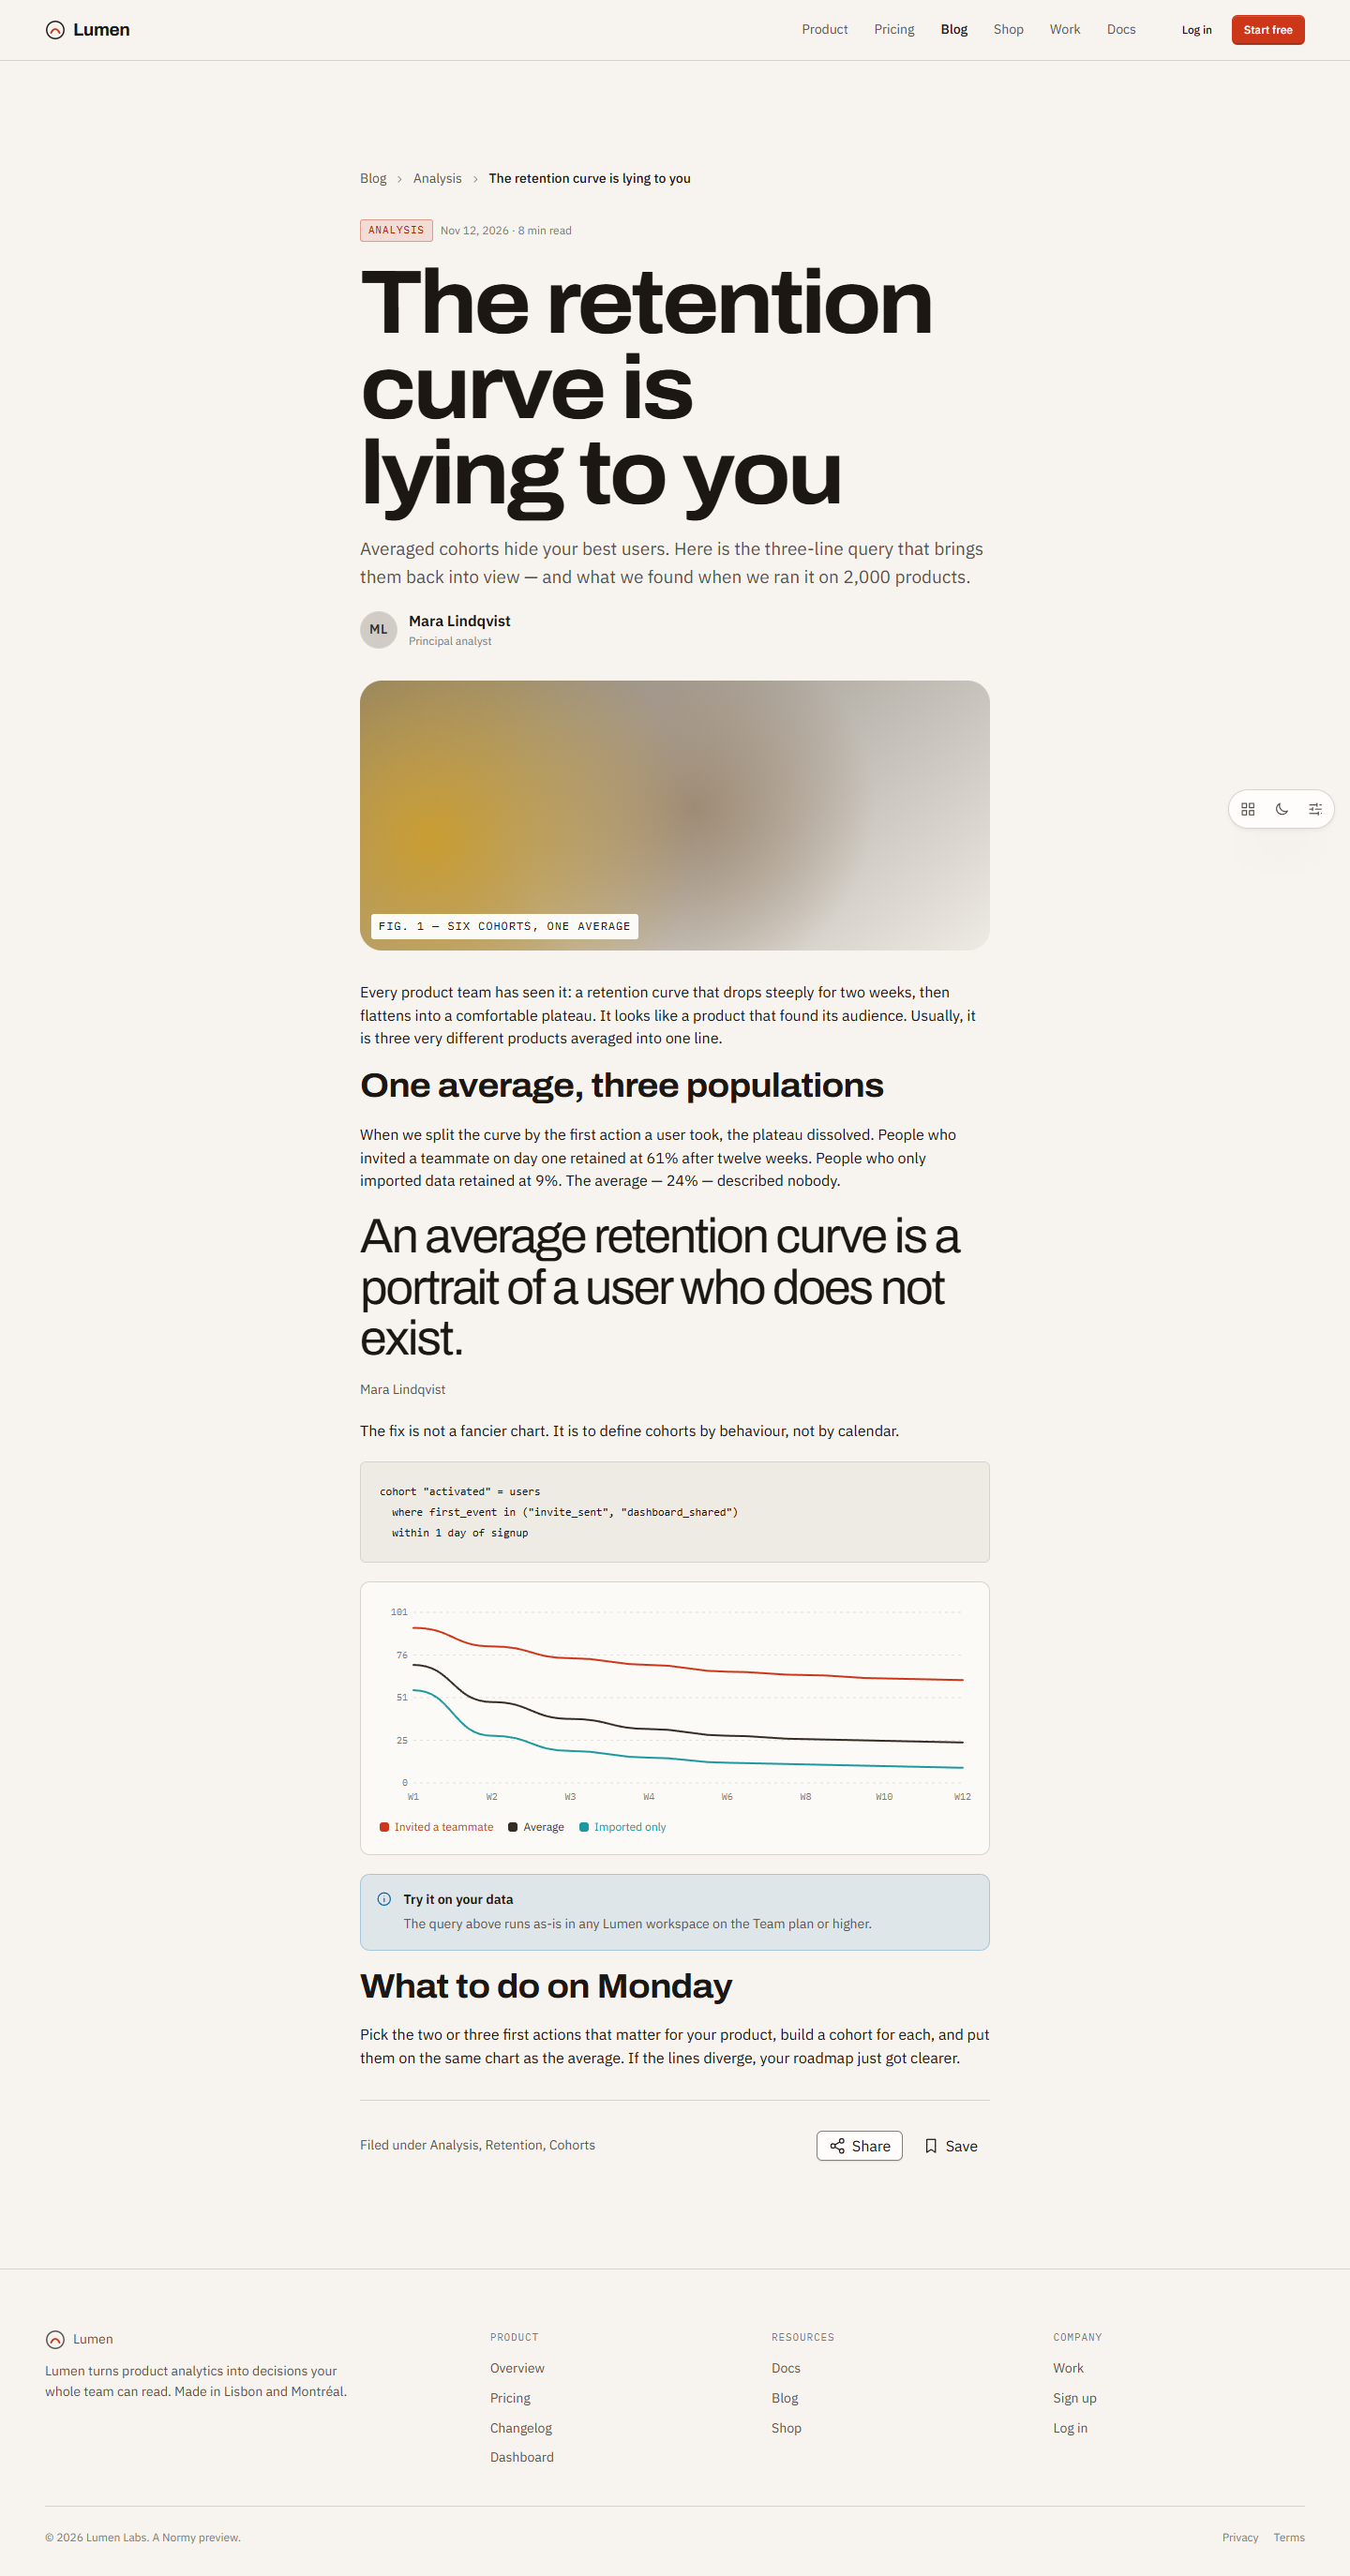 Lumen
Product
Pricing
Blog
Shop
Work
Docs
Log in
Start free
Blog › Analysis › The retention curve is lying to you
ANALYSIS
Nov 12, 2026 · 8 min read
The retention
curve is
lying to you
Averaged cohorts hide your best users. Here is the three-line query that brings
them back into view — and what we found when we ran it on 2,000 products.
ML
Mara Lindqvist
Principal analyst
FIG. 1 — SIX COHORTS, ONE AVERAGE
Every product team has seen it: a retention curve that drops steeply for two weeks, then
flattens into a comfortable plateau. It looks like a product that found its audience. Usually, it
is three very different products averaged into one line.
One average, three populations
When we split the curve by the first action a user took, the plateau dissolved. People who
invited a teammate on day one retained at 61% after twelve weeks. People who only
imported data retained at 9%. The average — 24% — described nobody.
An average retention curve is a
portrait of a user who does not
exist.
Mara Lindqvist
The fix is not a fancier chart. It is to define cohorts by behaviour, not by calendar.
cohort "activated" = users
  where first_event in ("invite_sent", "dashboard_shared")
  within 1 day of signup
101
76
51
25
0
W1 W2 W3 W4 W6 W8 W10 W12
Invited a teammate
Average
Imported only
Try it on your data
The query above runs as-is in any Lumen workspace on the Team plan or higher.
What to do on Monday
Pick the two or three first actions that matter for your product, build a cohort for each, and put
them on the same chart as the average. If the lines diverge, your roadmap just got clearer.
Filed under Analysis, Retention, Cohorts
Share
Save
Lumen
Lumen turns product analytics into decisions your
whole team can read. Made in Lisbon and Montréal.
PRODUCT
Overview
Pricing
Changelog
Dashboard
RESOURCES
Docs
Blog
Shop
COMPANY
Work
Sign up
Log in
© 2026 Lumen Labs. A Normy preview.
Privacy
Terms